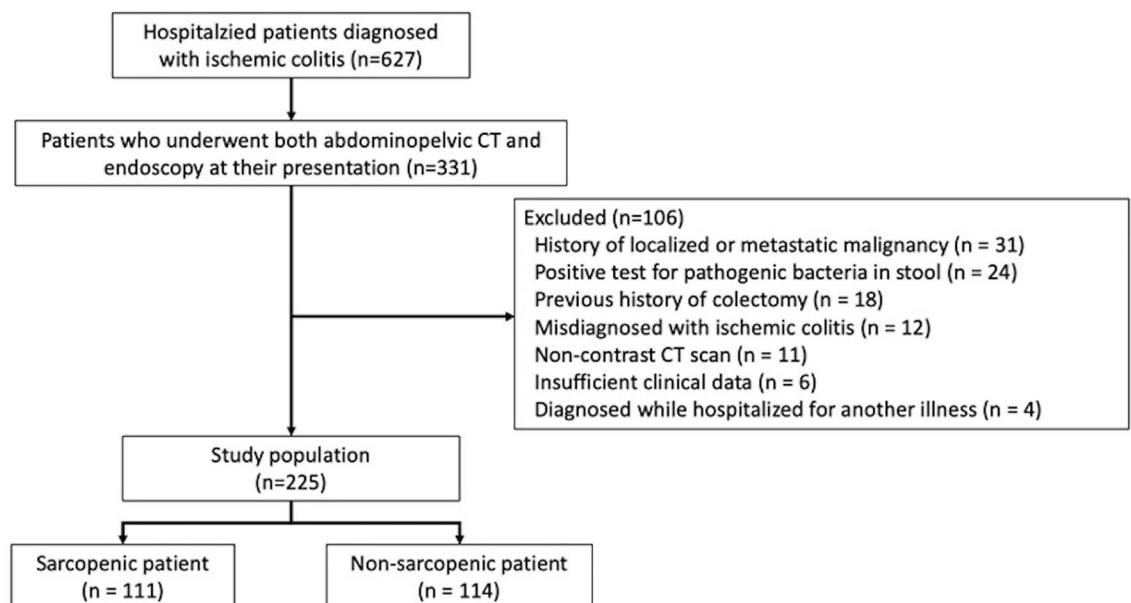 Hospitalzied patients diagnosed
with ischemic colitis (n=627)
Patients who underwent both abdominopelvic CT and
endoscopy at their presentation (n=331)
Excluded (n=106)
History of localized or metastatic malignancy (n = 31)
Positive test for pathogenic bacteria in stool (n = 24)
Previous history of colectomy (n = 18)
Misdiagnosed with ischemic colitis (n = 12)
Non-contrast CT scan (n = 11)
Insufficient clinical data (n = 6)
Diagnosed while hospitalized for another illness (n = 4)
Study population
(n=225)
Sarcopenic patient
(n = 111)
Non-sarcopenic patient
(n = 114)